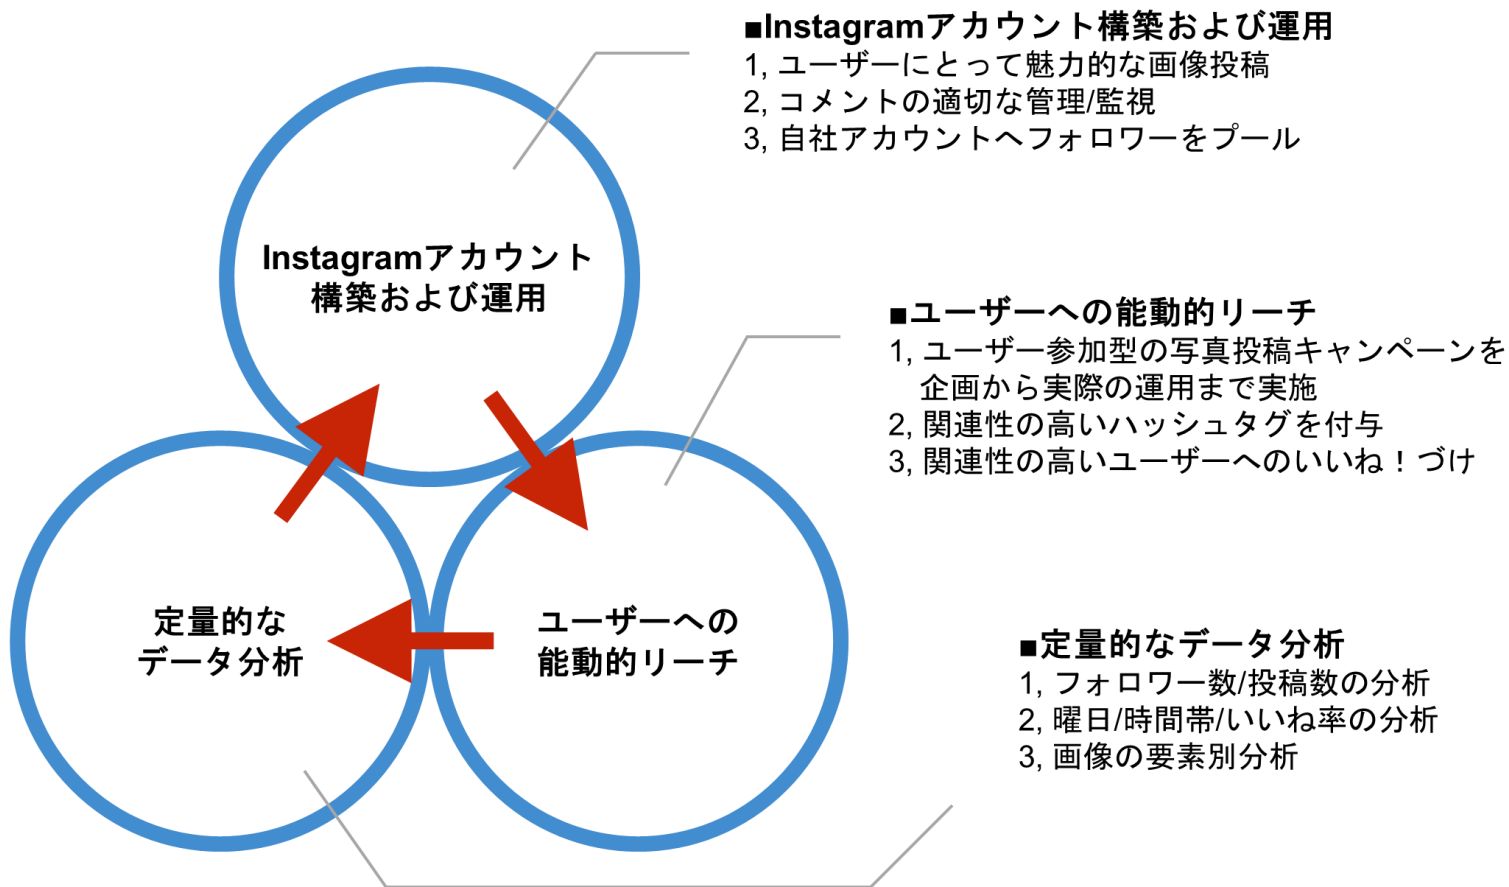 ■Instagramアカウント構築および運用
1, ユーザーにとって魅力的な画像投稿
2, コメントの適切な管理/監視
3, 自社アカウントへフォロワーをプール
Instagramアカウント
構築および運用
■ユーザーへの能動的リーチ
1, ユーザー参加型の写真投稿キャンペーンを
企画から実際の運用まで実施
2, 関連性の高いハッシュタグを付与
3, 関連性の高いユーザーへのいいね！づけ
定量的な
データ分析
ユーザーへの
能動的リーチ
■定量的なデータ分析
1, フォロワー数/投稿数の分析
2, 曜日/時間帯/いいね率の分析
3, 画像の要素別分析